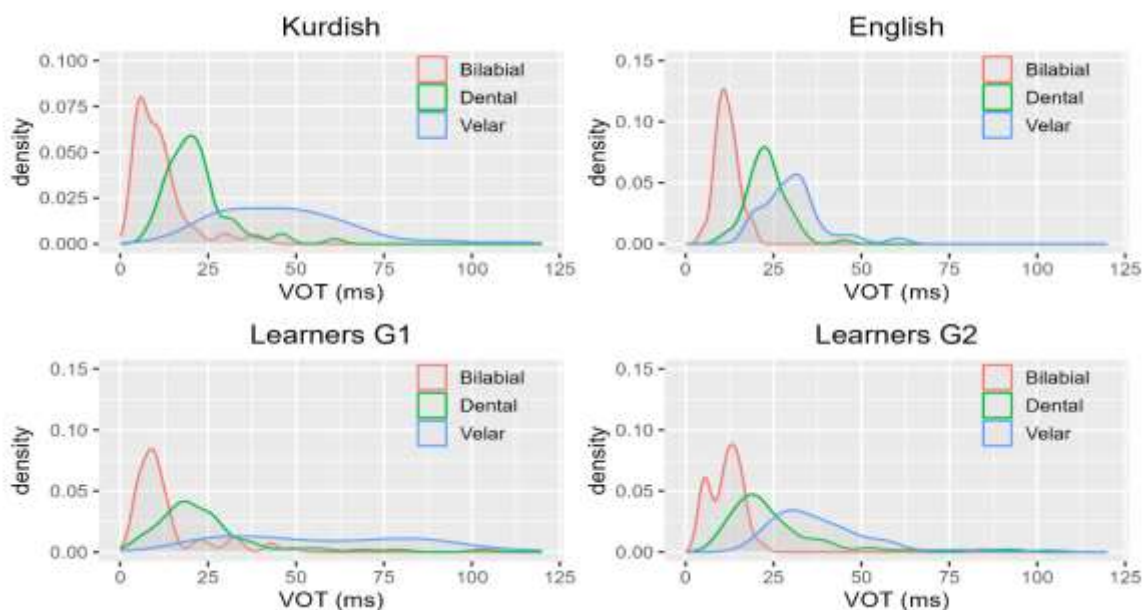 Kurdish
0.100
0.075
0.050
0.025
0.000
density
Bilabial
Dental
Velar
0
25
50
75
100
125
VOT (ms)
English
0.15
0.10
0.05
0.00
density
Bilabial
Dental
Velar
0
25
50
75
100
125
VOT (ms)
Learners G1
0.15
0.10
0.05
0.00
density
Bilabial
Dental
Velar
0
25
50
75
100
125
VOT (ms)
Learners G2
0.15
0.10
0.05
0.00
density
Bilabial
Dental
Velar
0
25
50
75
100
125
VOT (ms)